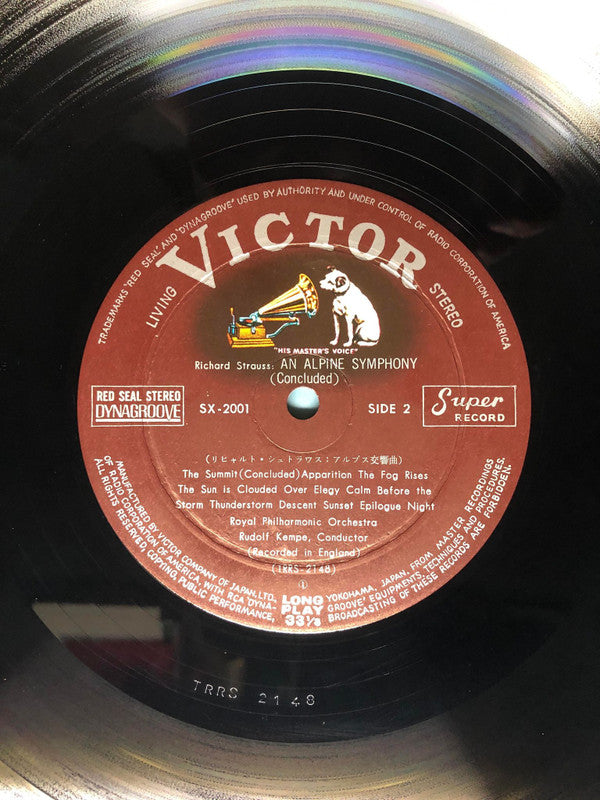 TRADEMARKS "RED SEAL" AND "DYNAGROOVE" USED BY AUTHORITY AND UNDER CONTROL OF RADIO CORPORATION OF AMERICA
LIVING VICTOR STEREO
"HIS MASTER'S VOICE"
Richard Strauss: AN ALPINE SYMPHONY
(Concluded)
RED SEAL STEREO
DYNAGROOVE
SX-2001
SIDE 2
Super
RECORD
(リヒャルト・シュトラウス:アルプス交響曲)
The Summit (Concluded) Apparition The Fog Rises
The Sun is Clouded Over Elegy Calm Before the
Storm Thunderstorm Descent Sunset Epilogue Night
Royal Philharmonic Orchestra
Rudolf Kempe, Conductor
(Recorded in England)
(TRRS-2148)
1
LONG
PLAY
33⅓
MANUFACTURED BY VICTOR COMPANY OF JAPAN, LTD., YOKOHAMA, JAPAN, FROM MASTER RECORDINGS
OF RADIO CORPORATION OF AMERICA, WITH RCA DYNAGROOVE' EQUIPMENTS, TECHNIQUES AND PROCEDURES.
ALL RIGHTS RESERVED, COPYING, PUBLIC PERFORMANCE, BROADCASTING OF THESE RECORDS ARE FORBIDDEN.
TRRS 2148